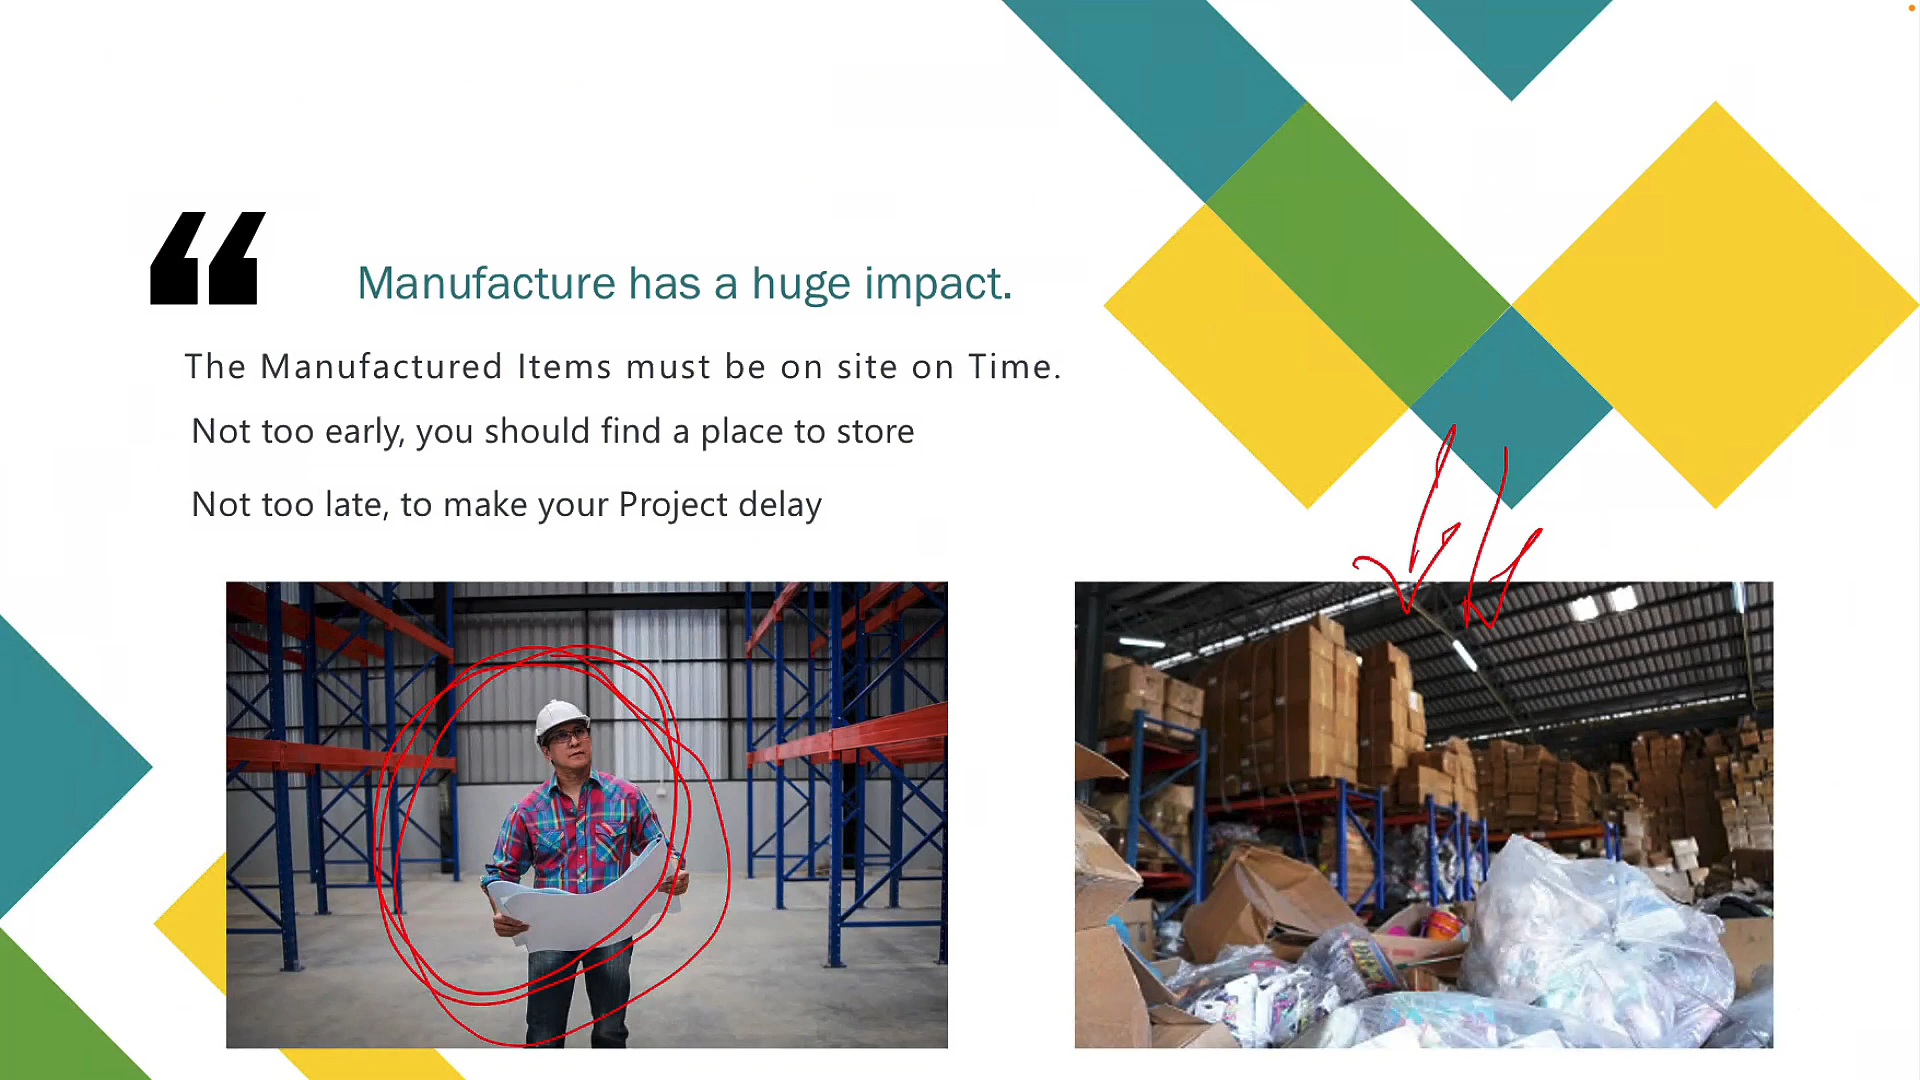 “
Manufacture has a huge impact.
The Manufactured Items must be on site on Time.
Not too early, you should find a place to store
Not too late, to make your Project delay